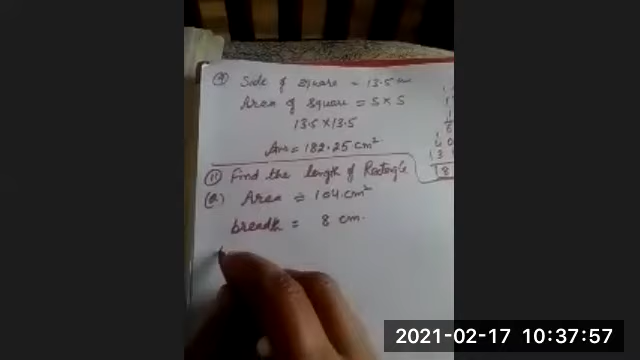 Side of square = 13.5 cm
Area of square = S × S
13.5 × 13.5
Ans = 182.25 cm²
(11) Find the length of Rectangle
(a) Area = 104 cm²
breadth = 8 cm.
2021-02-17 10:37:57